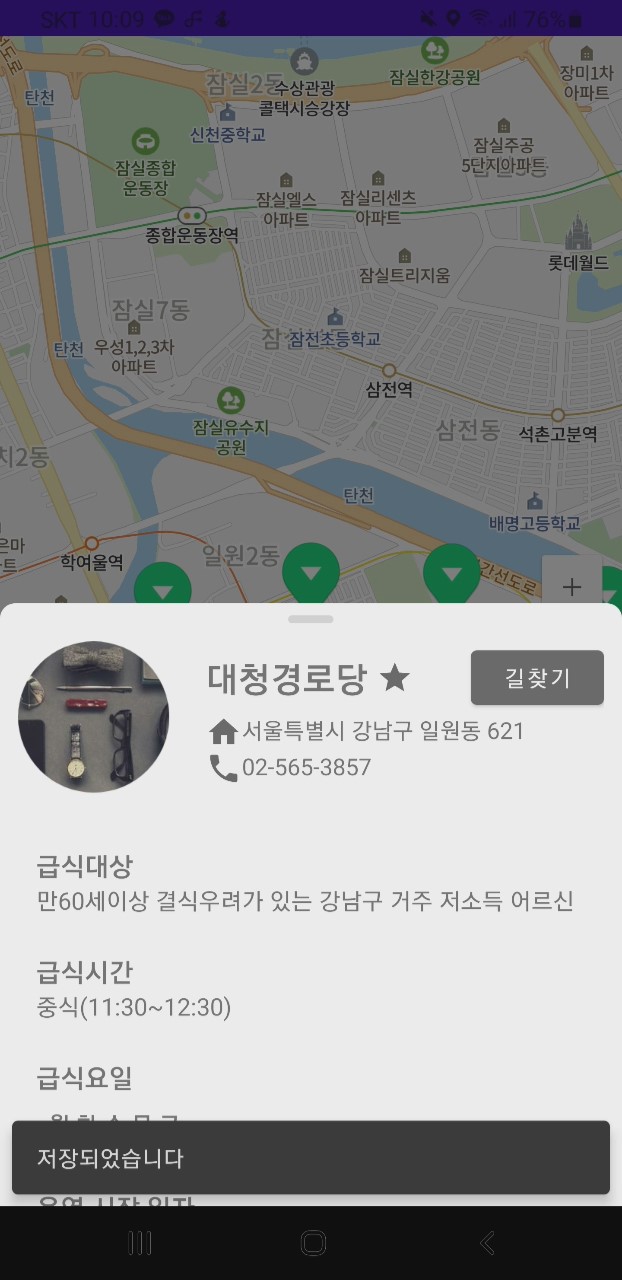 SKT 10:09
76%
잠실2동
수상관광
콜택시승강장
잠실한강공원
장미1차
아파트
탄천
신천중학교
잠실주공
5단지아파트
잠실종합
운동장
잠실엘스
아파트
잠실리센츠
아파트
종합운동장역
롯데월드
잠실트리지움
잠실7동
탄천
우성1,2,3차
아파트
잠전초등학교
삼전역
잠실유수지
공원
삼전동
석촌고분역
치2동
탄천
배명고등학교
학여울역
일원2동
간선도로
대청경로당
길찾기
서울특별시 강남구 일원동 621
02-565-3857
급식대상
만60세이상 결식우려가 있는 강남구 거주 저소득 어르신
급식시간
중식(11:30~12:30)
급식요일
저장되었습니다